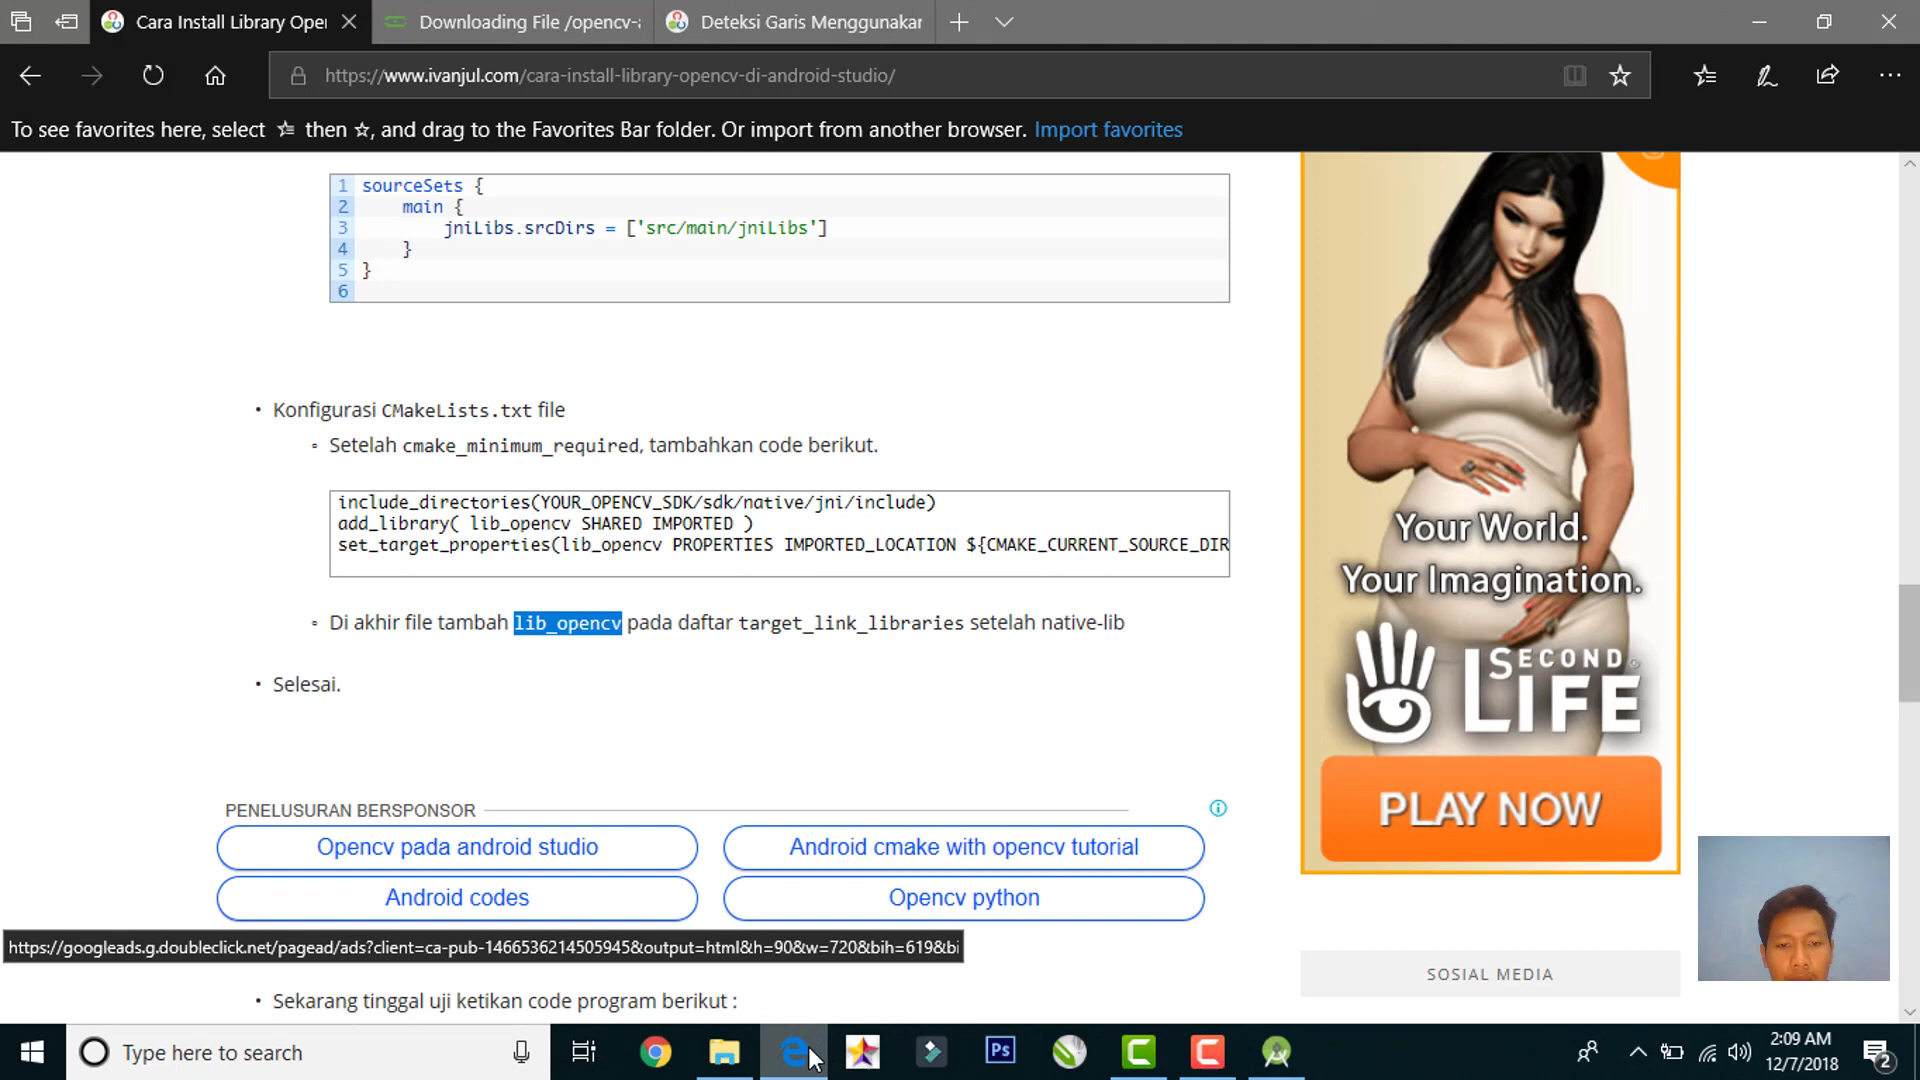 Cara Install Library Open
Downloading File /opencv-a
Deteksi Garis Menggunakan
https://www.ivanjul.com/cara-install-library-opencv-di-android-studio/
To see favorites here, select then , and drag to the Favorites Bar folder. Or import from another browser. Import favorites
1 sourceSets {
2 main {
3 jniLibs.srcDirs = ['src/main/jniLibs']
4 }
5 }
6
• Konfigurasi CMakeLists.txt file
Setelah cmake_minimum_required, tambahkan code berikut.
include_directories(YOUR_OPENCV_SDK/sdk/native/jni/include)
add_library( lib_opencv SHARED IMPORTED )
set_target_properties(lib_opencv PROPERTIES IMPORTED_LOCATION ${CMAKE_CURRENT_SOURCE_DIR
Di akhir file tambah lib_opencv pada daftar target_link_libraries setelah native-lib
• Selesai.
PENELUSURAN BERSPONSOR
Opencv pada android studio
Android cmake with opencv tutorial
Android codes
Opencv python
https://googleads.g.doubleclick.net/pagead/ads?client=ca-pub-1466536214505945&output=html&h=90&w=720&bih=619&bi
• Sekarang tinggal uji ketikan code program berikut :
Your World.
Your Imagination.
SECOND
LIFE
PLAY NOW
SOSIAL MEDIA
Type here to search
Ps
2:09 AM
12/7/2018
2